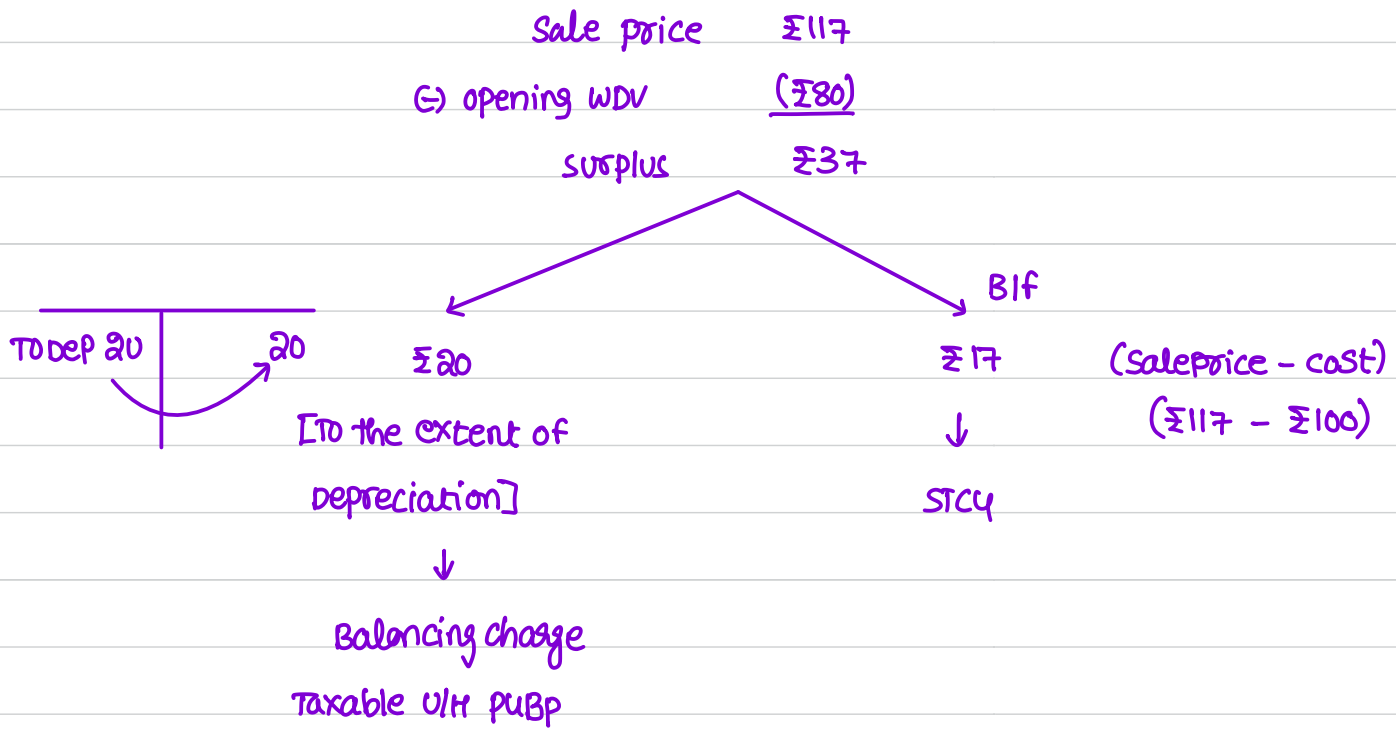 Sale price ₹117
(-) opening WDV (₹80)
surplus ₹37
B/f
To Dep 20 20 ₹20 ₹17 (Saleprice - cost)
[To the extent of (₹117 - ₹100)
Depreciation] STCG
Balancing charge
Taxable U/H PGBP